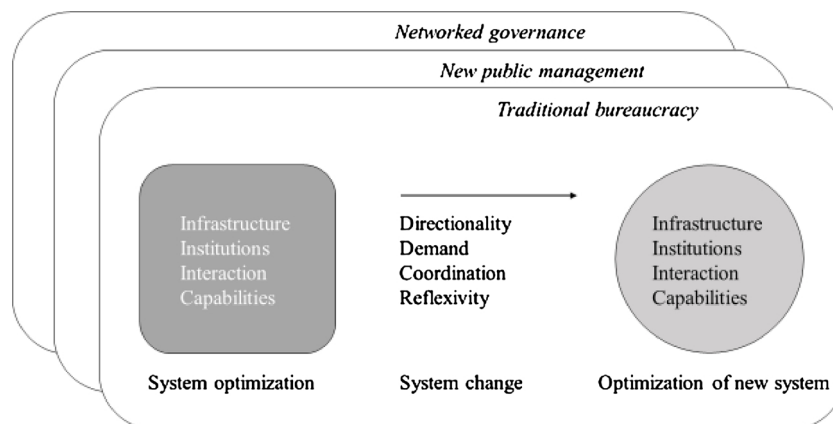 Networked governance
New public management
Traditional bureaucracy
Infrastructure
Institutions
Interaction
Capabilities
System optimization
Directionality
Demand
Coordination
Reflexivity
System change
Infrastructure
Institutions
Interaction
Capabilities
Optimization of new system